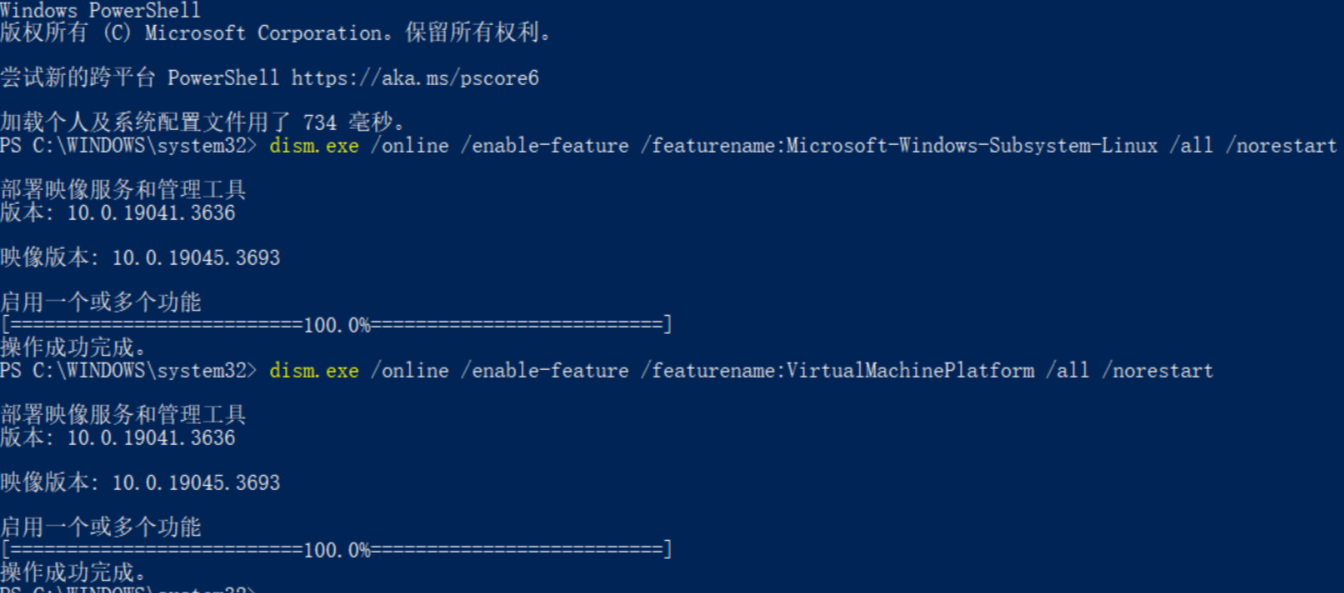 Windows PowerShell
版权所有 (C) Microsoft Corporation。保留所有权利。
尝试新的跨平台 PowerShell https://aka.ms/pscore6
加载个人及系统配置文件用了 734 毫秒。
PS C:\WINDOWS\system32> dism.exe /online /enable-feature /featurename:Microsoft-Windows-Subsystem-Linux /all /norestart
部署映像服务和管理工具
版本: 10.0.19041.3636
映像版本: 10.0.19045.3693
启用一个或多个功能
[==========================100.0%==========================]
操作成功完成。
PS C:\WINDOWS\system32> dism.exe /online /enable-feature /featurename:VirtualMachinePlatform /all /norestart
部署映像服务和管理工具
版本: 10.0.19041.3636
映像版本: 10.0.19045.3693
启用一个或多个功能
[==========================100.0%==========================]
操作成功完成。
PS C:\WINDOWS\system32>